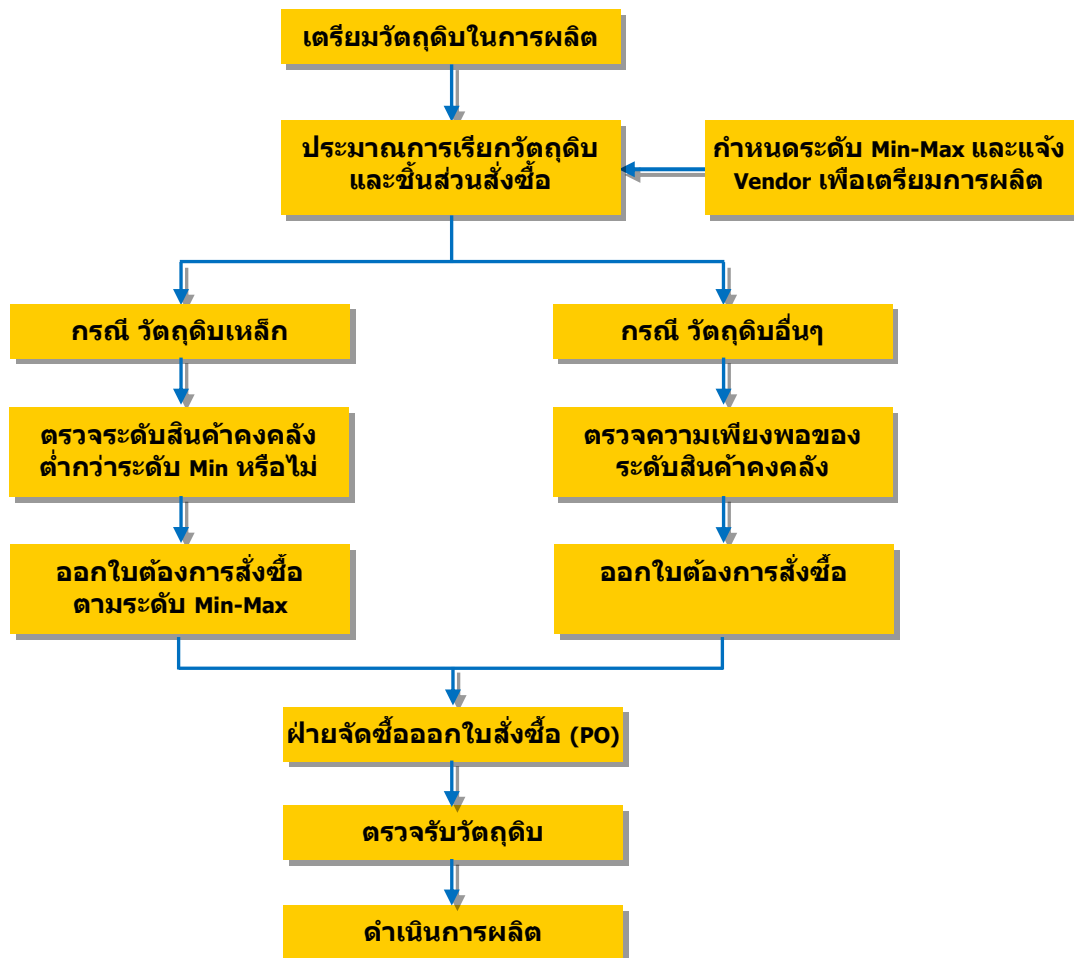 เตรียมวัตถุดิบในการผลิต
ประมาณการเรียกวัตถุดิบ
และชิ้นส่วนสั่งซื้อ
กำหนดระดับ Min-Max และแจ้ง
Vendor เพือเตรียมการผลิต
กรณี วัตถุดิบเหล็ก
กรณี วัตถุดิบอื่นๆ
ตรวจระดับสินค้าคงคลัง
ต่ำกว่าระดับ Min หรือไม่
ตรวจความเพียงพอของ
ระดับสินค้าคงคลัง
ออกใบต้องการสั่งซื้อ
ตามระดับ Min-Max
ออกใบต้องการสั่งซื้อ
ฝ่ายจัดซื้อออกใบสั่งซื้อ (PO)
ตรวจรับวัตถุดิบ
ดำเนินการผลิต